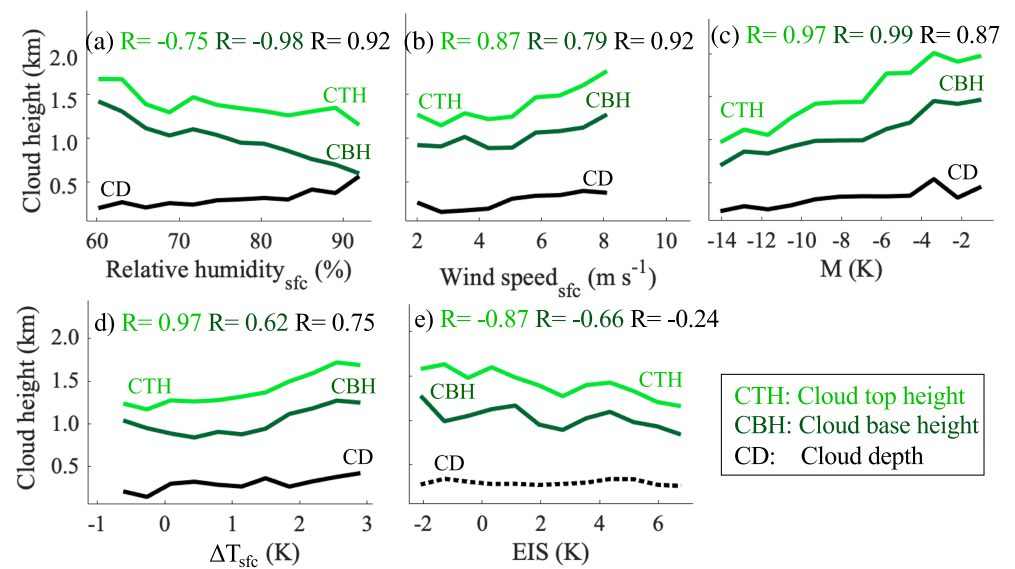 (a) R= -0.75 R= -0.98 R= 0.92
(b) R= 0.87 R= 0.79 R= 0.92
(c) R= 0.97 R= 0.99 R= 0.87
Cloud height (km)
2.0
1.5
1.0
0.5
CTH
CBH
CD
CTH
CBH
CD
CTH
CBH
CD
60 70 80 90
2 4 6 8 10
-14 -12 -10 -8 -6 -4 -2
Relative humidity sfc (%)
Wind speed sfc (m s-1)
M (K)
d) R= 0.97 R= 0.62 R= 0.75
e) R= -0.87 R= -0.66 R= -0.24
Cloud height (km)
2.0
1.5
1.0
0.5
CTH
CBH
CD
CBH
CTH
CD
-1 0 1 2 3
-2 0 2 4 6
ΔTsfc (K)
EIS (K)
CTH: Cloud top height
CBH: Cloud base height
CD: Cloud depth